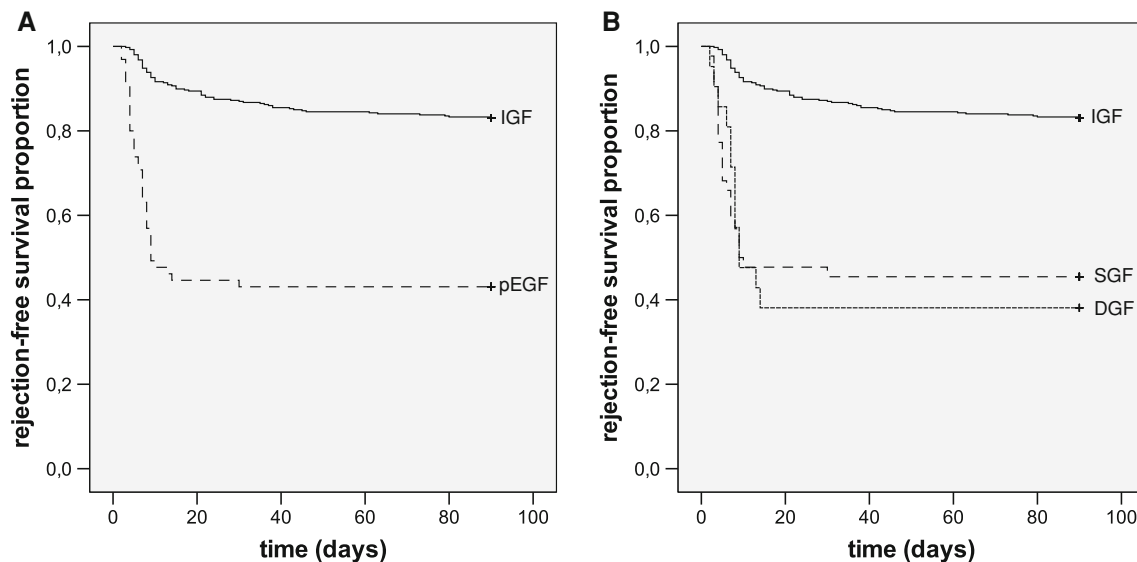 A
rejection-free survival proportion
1,0
0,8
0,6
0,4
0,2
0,0
IGF
pEGF
0 20 40 60 80 100
time (days)
B
rejection-free survival proportion
1,0
0,8
0,6
0,4
0,2
0,0
IGF
SGF
DGF
0 20 40 60 80 100
time (days)